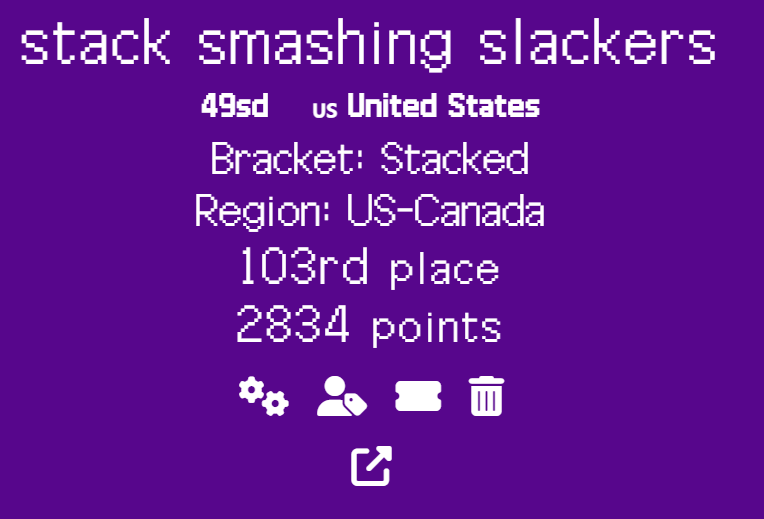 stack smashing slackers
49sd us United States
Bracket: Stacked
Region: US-Canada
103rd place
2834 points